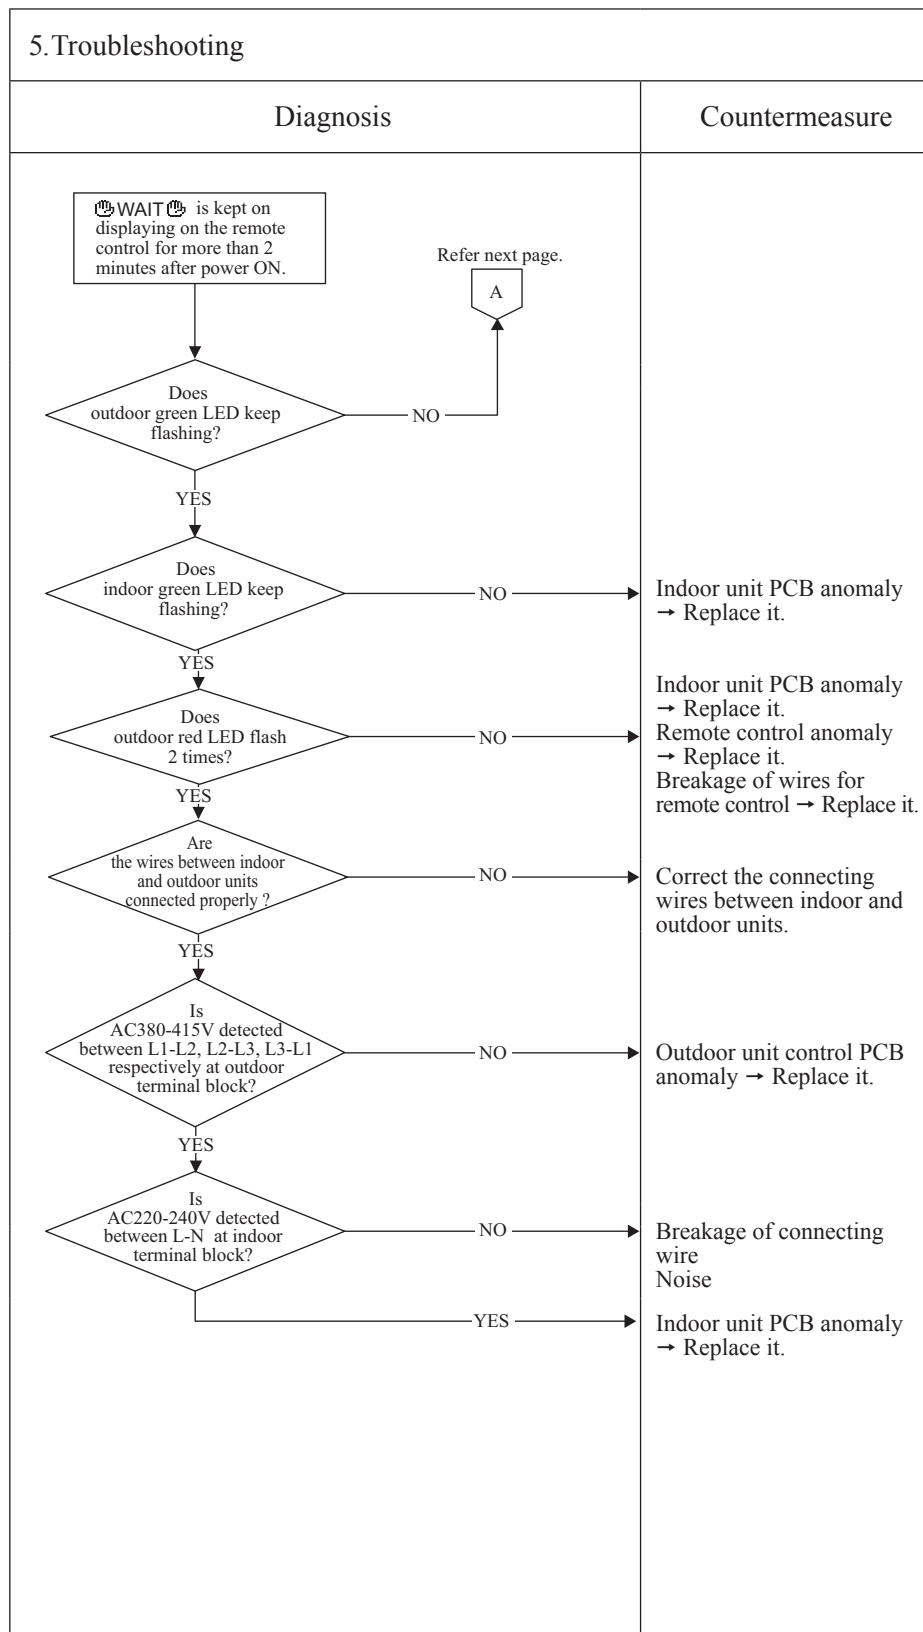 5.Troubleshooting
Diagnosis
Countermeasure
WAIT is kept on
displaying on the remote
control for more than 2
minutes after power ON.
Refer next page.
A
Does
outdoor green LED keep
flashing?
NO
YES
Does
indoor green LED keep
flashing?
NO
Indoor unit PCB anomaly
→ Replace it.
YES
Does
outdoor red LED flash
2 times?
NO
Indoor unit PCB anomaly
→ Replace it.
Remote control anomaly
→ Replace it.
Breakage of wires for
remote control → Replace it.
YES
Are
the wires between indoor
and outdoor units
connected properly ?
NO
Correct the connecting
wires between indoor and
outdoor units.
YES
Is
AC380-415V detected
between L1-L2, L2-L3, L3-L1
respectively at outdoor
terminal block?
NO
Outdoor unit control PCB
anomaly → Replace it.
YES
Is
AC220-240V detected
between L-N at indoor
terminal block?
NO
Breakage of connecting
wire
Noise
YES
Indoor unit PCB anomaly
→ Replace it.